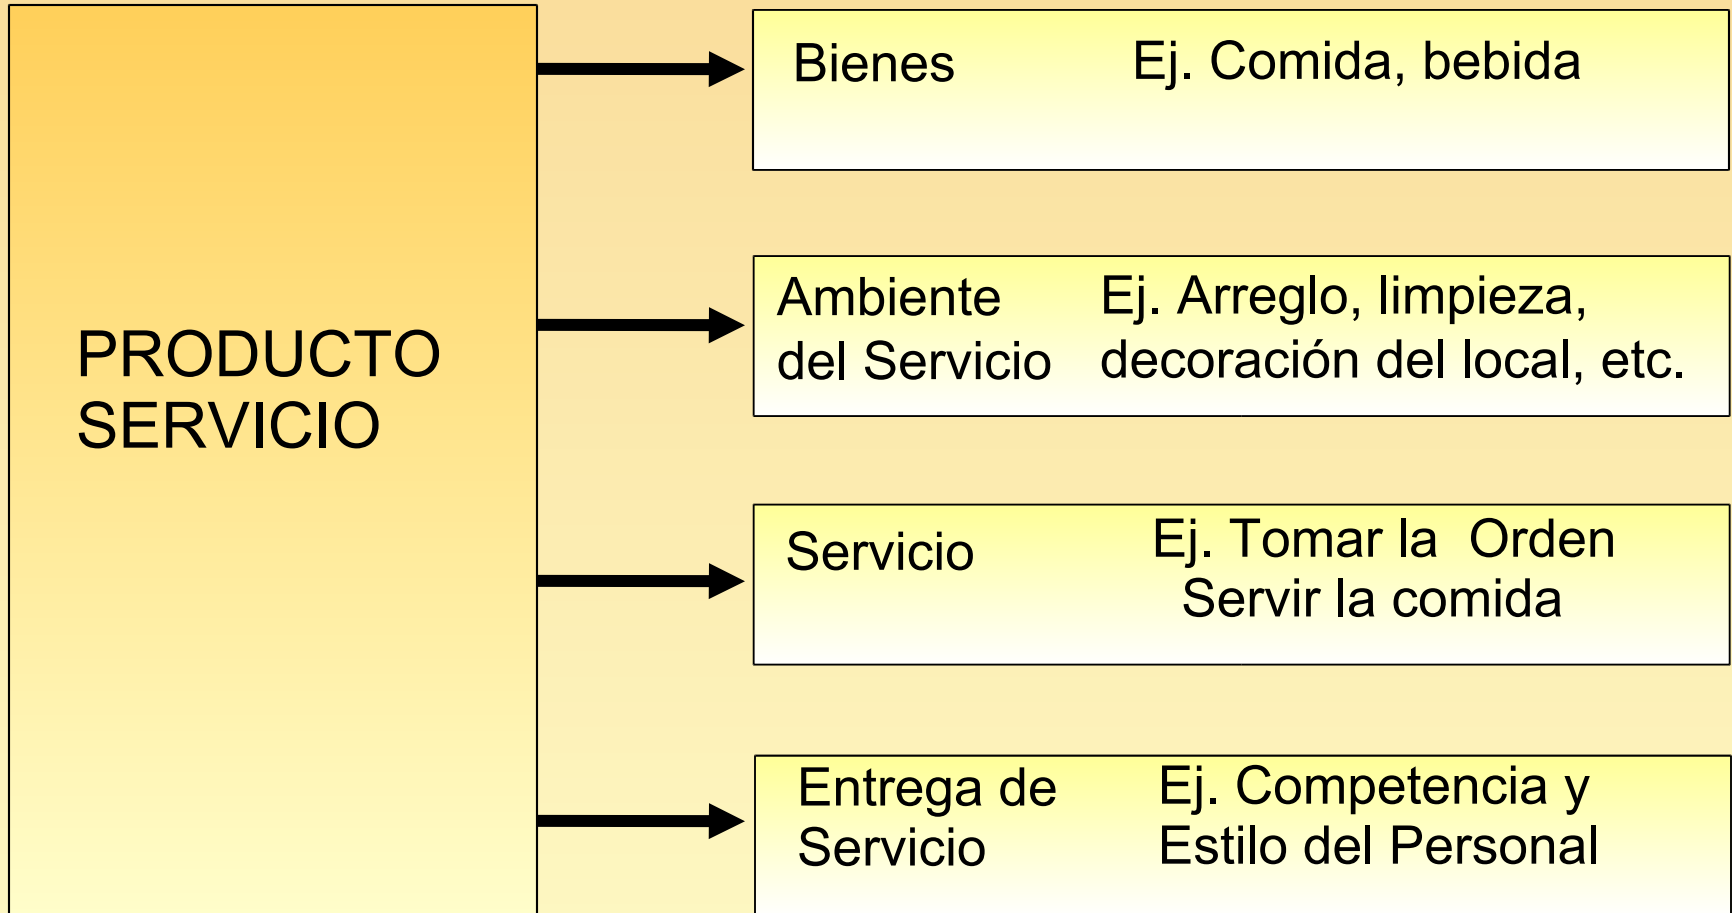 PRODUCTO
SERVICIO
Bienes
Ej. Comida, bebida
Ambiente
del Servicio
Ej. Arreglo, limpieza,
decoración del local, etc.
Servicio
Ej. Tomar la  Orden
Servir la comida
Entrega de
Servicio
Ej. Competencia y
Estilo del Personal